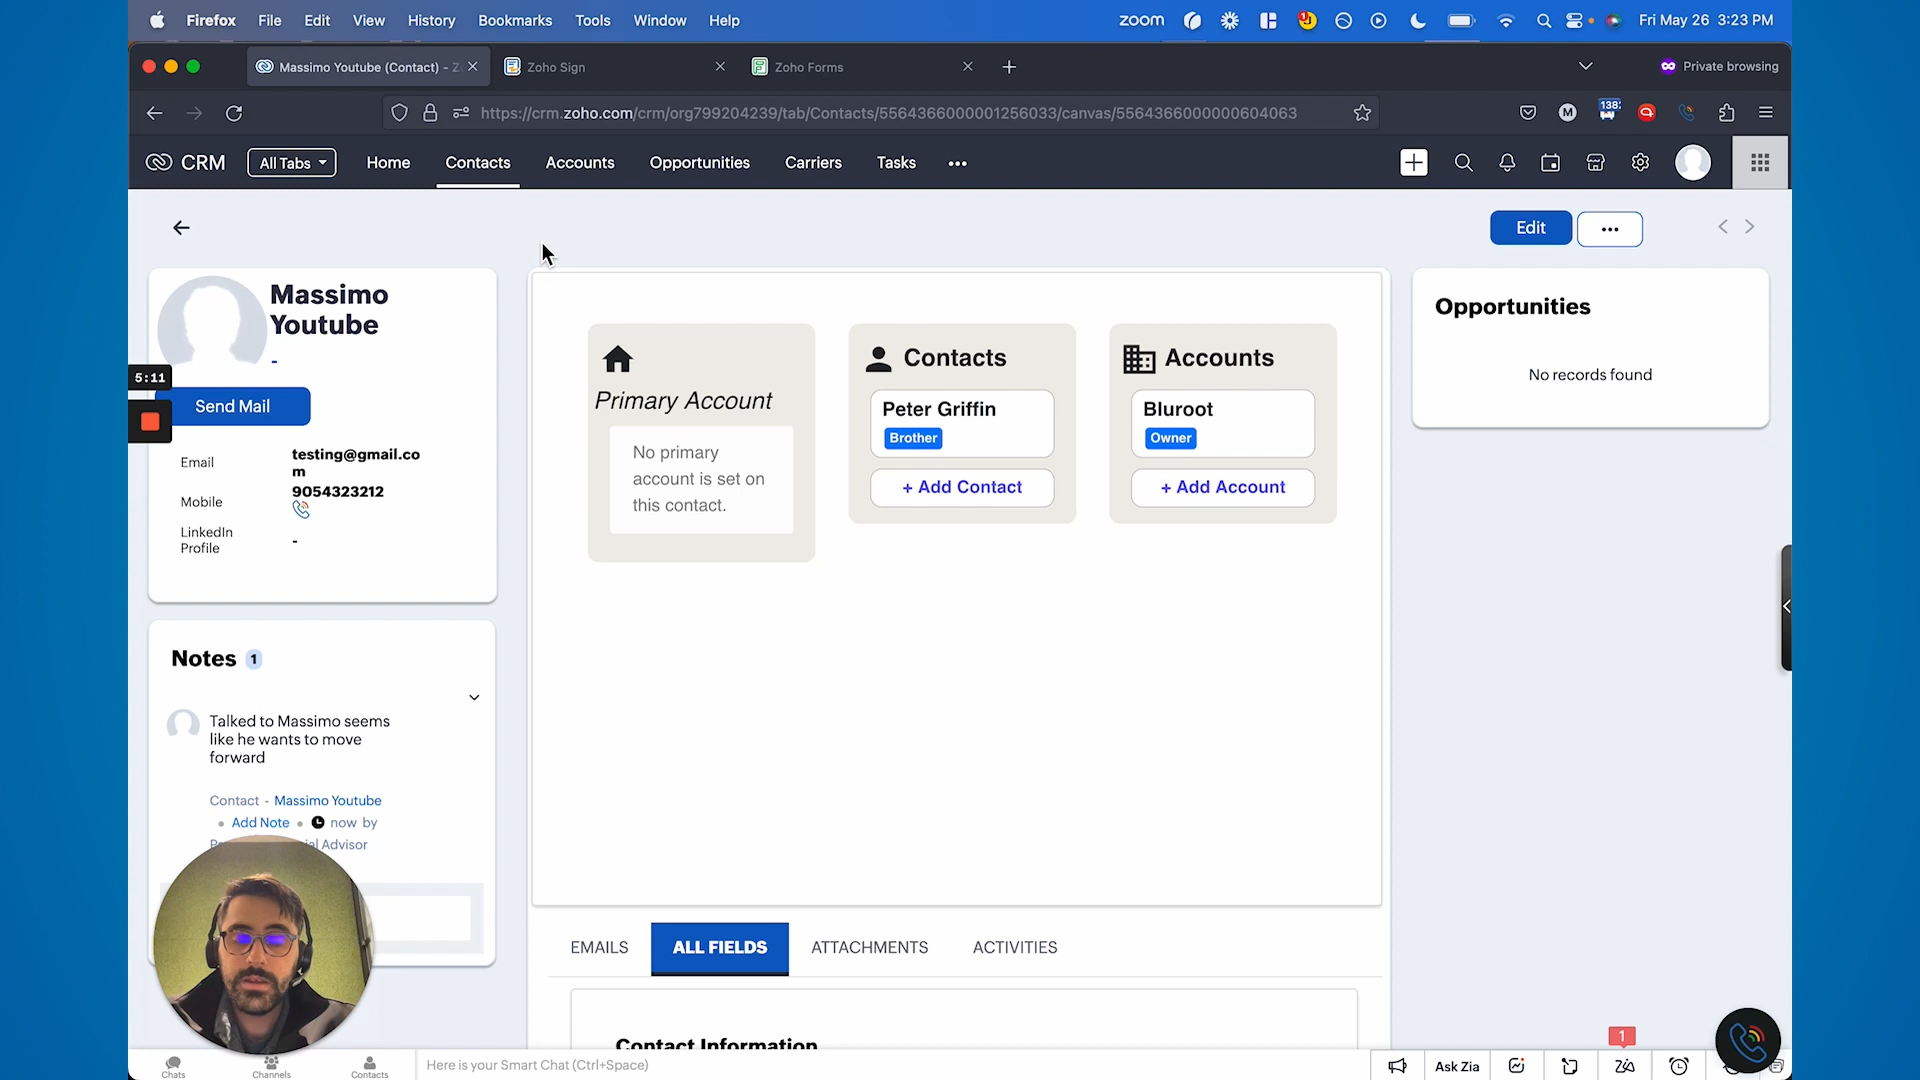 Firefox File Edit View History Bookmarks Tools Window Help
zoom
Fri May 26 3:23 PM
Massimo Youtube (Contact) - Z
Zoho Sign
Zoho Forms
Private browsing
https://crm.zoho.com/crm/org799204239/tab/Contacts/5564366000001256033/canvas/5564366000000604063
M
138
CRM
All Tabs
Home
Contacts
Accounts
Opportunities
Carriers
Tasks
Edit
Massimo
Youtube
-
5:11
Send Mail
Email
testing@gmail.co
m
Mobile
9054323212
LinkedIn
Profile
-
Notes 1
Talked to Massimo seems
like he wants to move
forward
Contact - Massimo Youtube
Add Note
now by
al Advisor
Primary Account
No primary
account is set on
this contact.
Contacts
Peter Griffin
Brother
+ Add Contact
Accounts
Bluroot
Owner
+ Add Account
Opportunities
No records found
EMAILS
ALL FIELDS
ATTACHMENTS
ACTIVITIES
Contact Information
1
Chats
Channels
Contacts
Here is your Smart Chat (Ctrl+Space)
Ask Zia